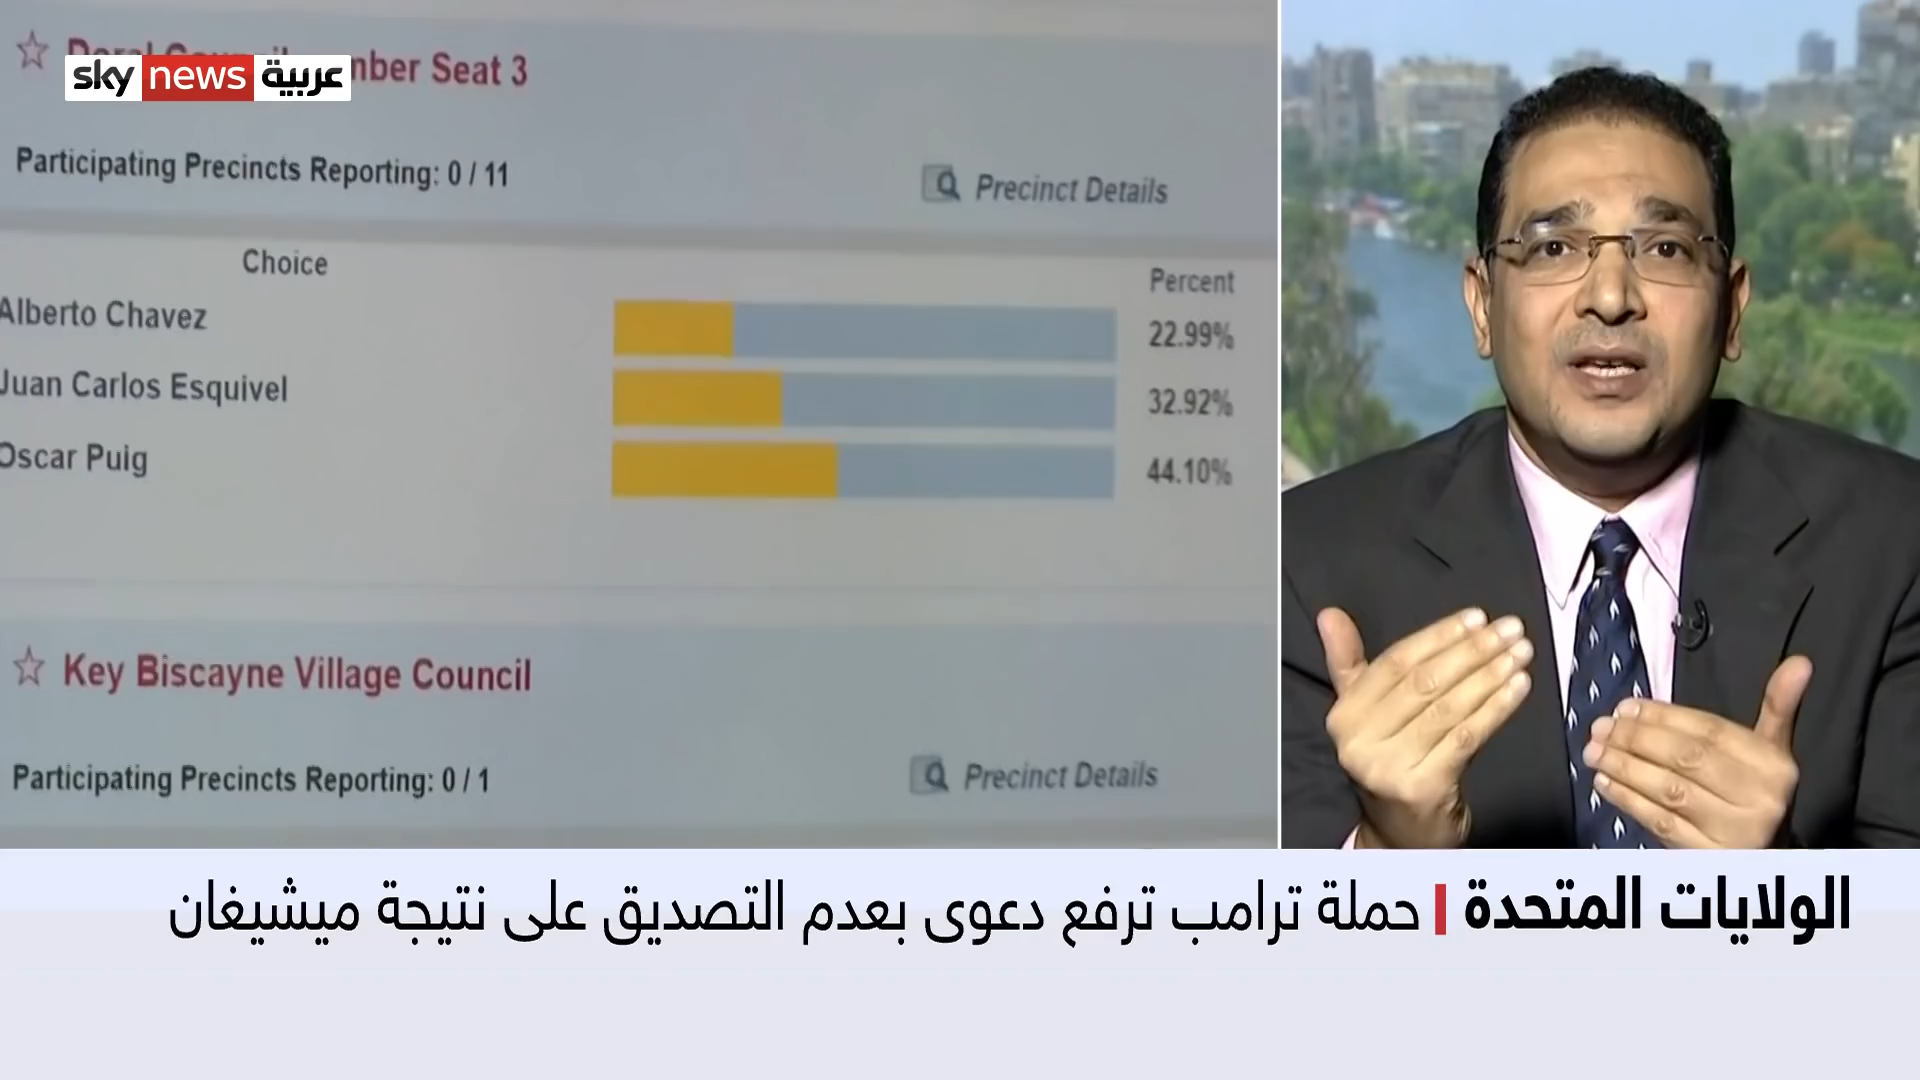 Doral Councilmember Seat 3
sky news عربية
Participating Precincts Reporting: 0 / 11
Precinct Details
Choice
Percent
Alberto Chavez
22.99%
Juan Carlos Esquivel
32.92%
Oscar Puig
44.10%
Key Biscayne Village Council
Participating Precincts Reporting: 0 / 1
Precinct Details
الولايات المتحدة | حملة ترامب ترفع دعوى بعدم التصديق على نتيجة ميشيغان